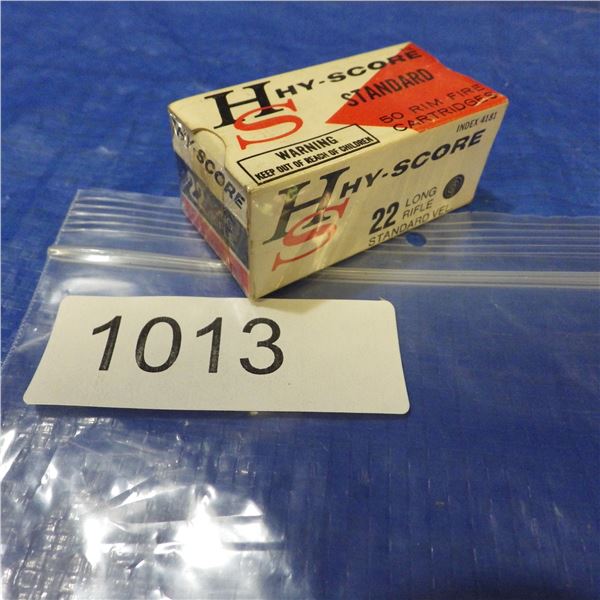 HS HY-SCORE
STANDARD
50 RIM FIRE
CARTRIDGES
WARNING
KEEP OUT OF REACH OF CHILDREN
HY-SCORE
INDEX 4181
HS HY-SCORE
22 LONG
RIFLE
STANDARD VEL
1013